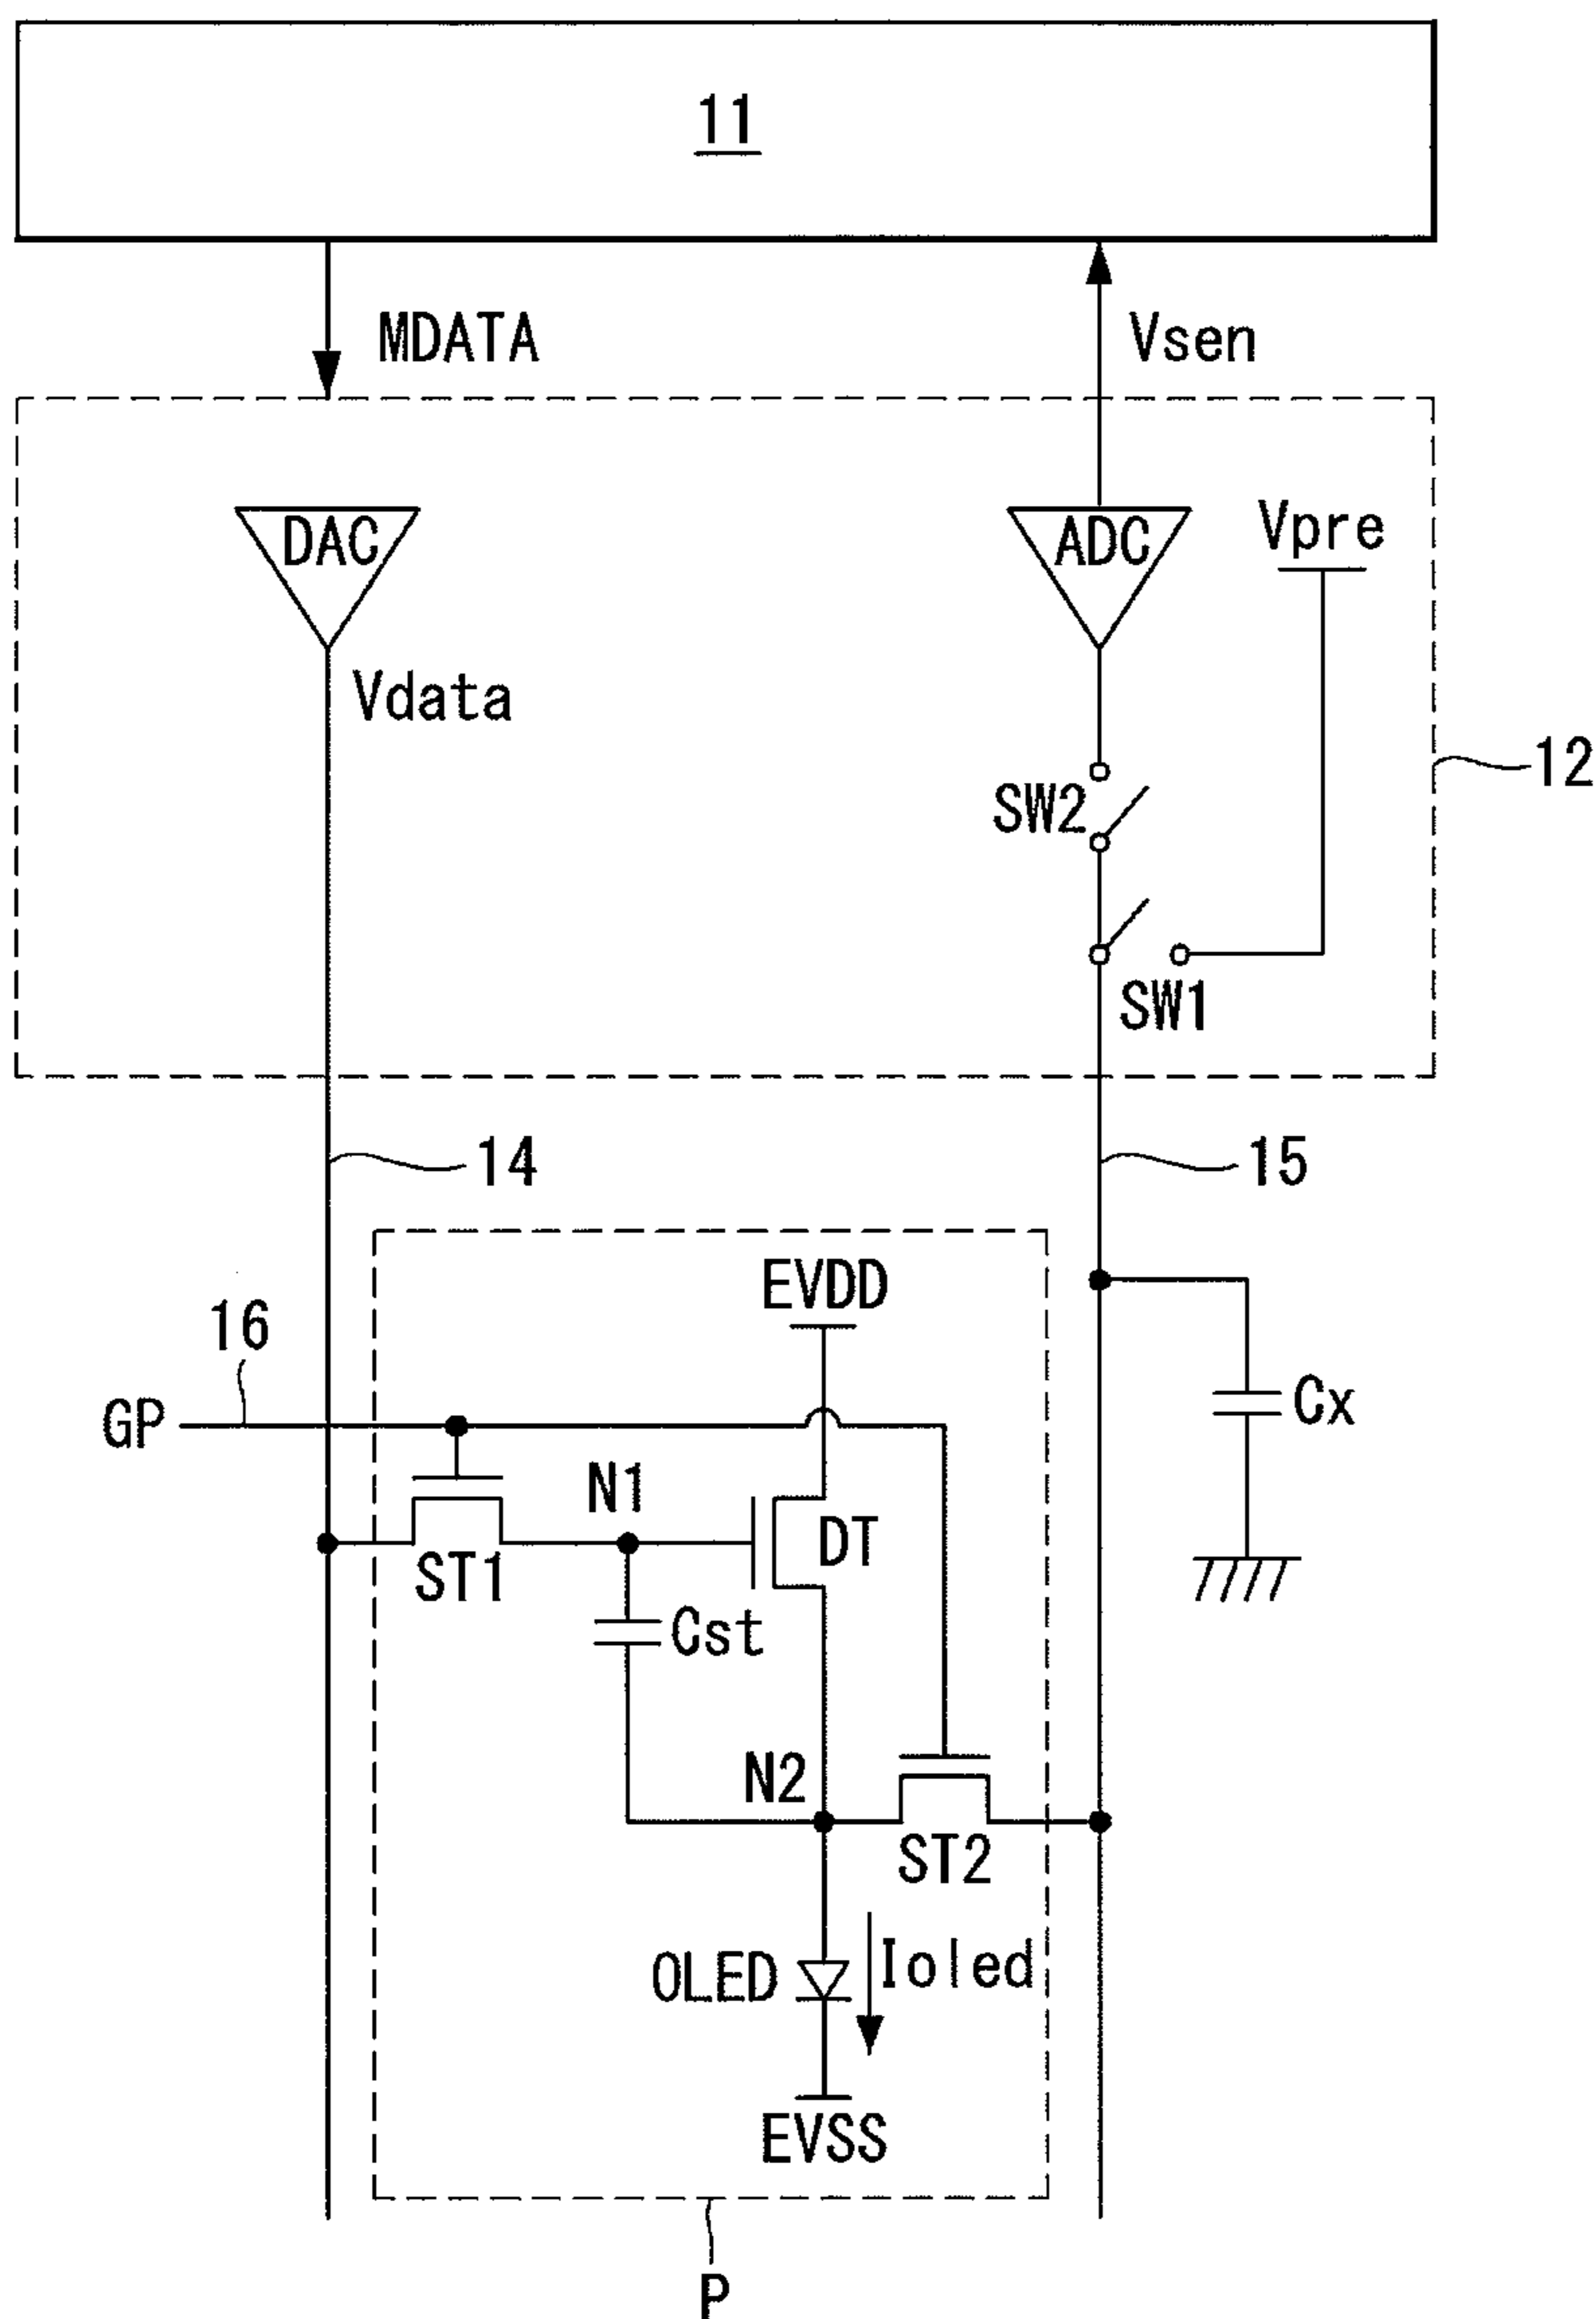 11
MDATA
Vsen
DAC
ADC
Vpre
Vdata
SW2
12
SW1
14
15
EVDD
16
GP
Cx
N1
DT
ST1
Cst
N2
ST2
OLED
Ioled
EVSS
P